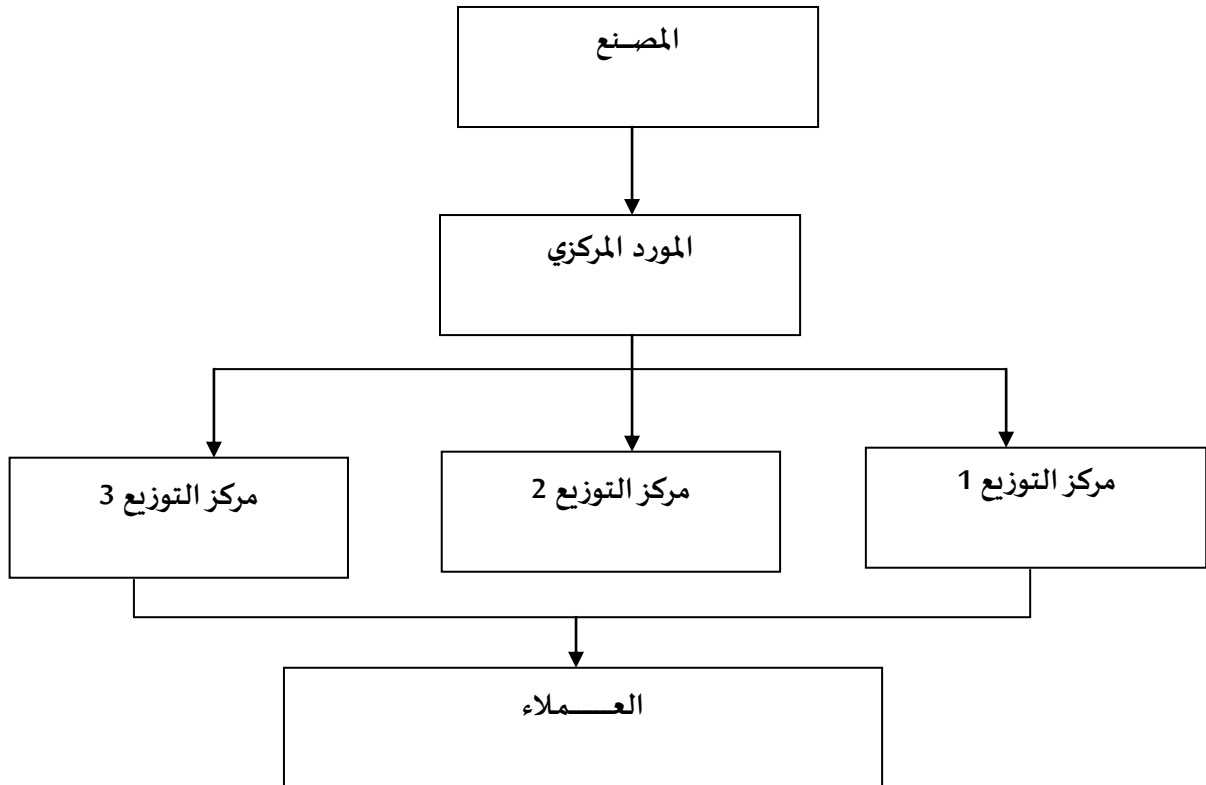 المصنع
المورد المركزي
مركز التوزيع 1
مركز التوزيع 2
مركز التوزيع 3
العملاء